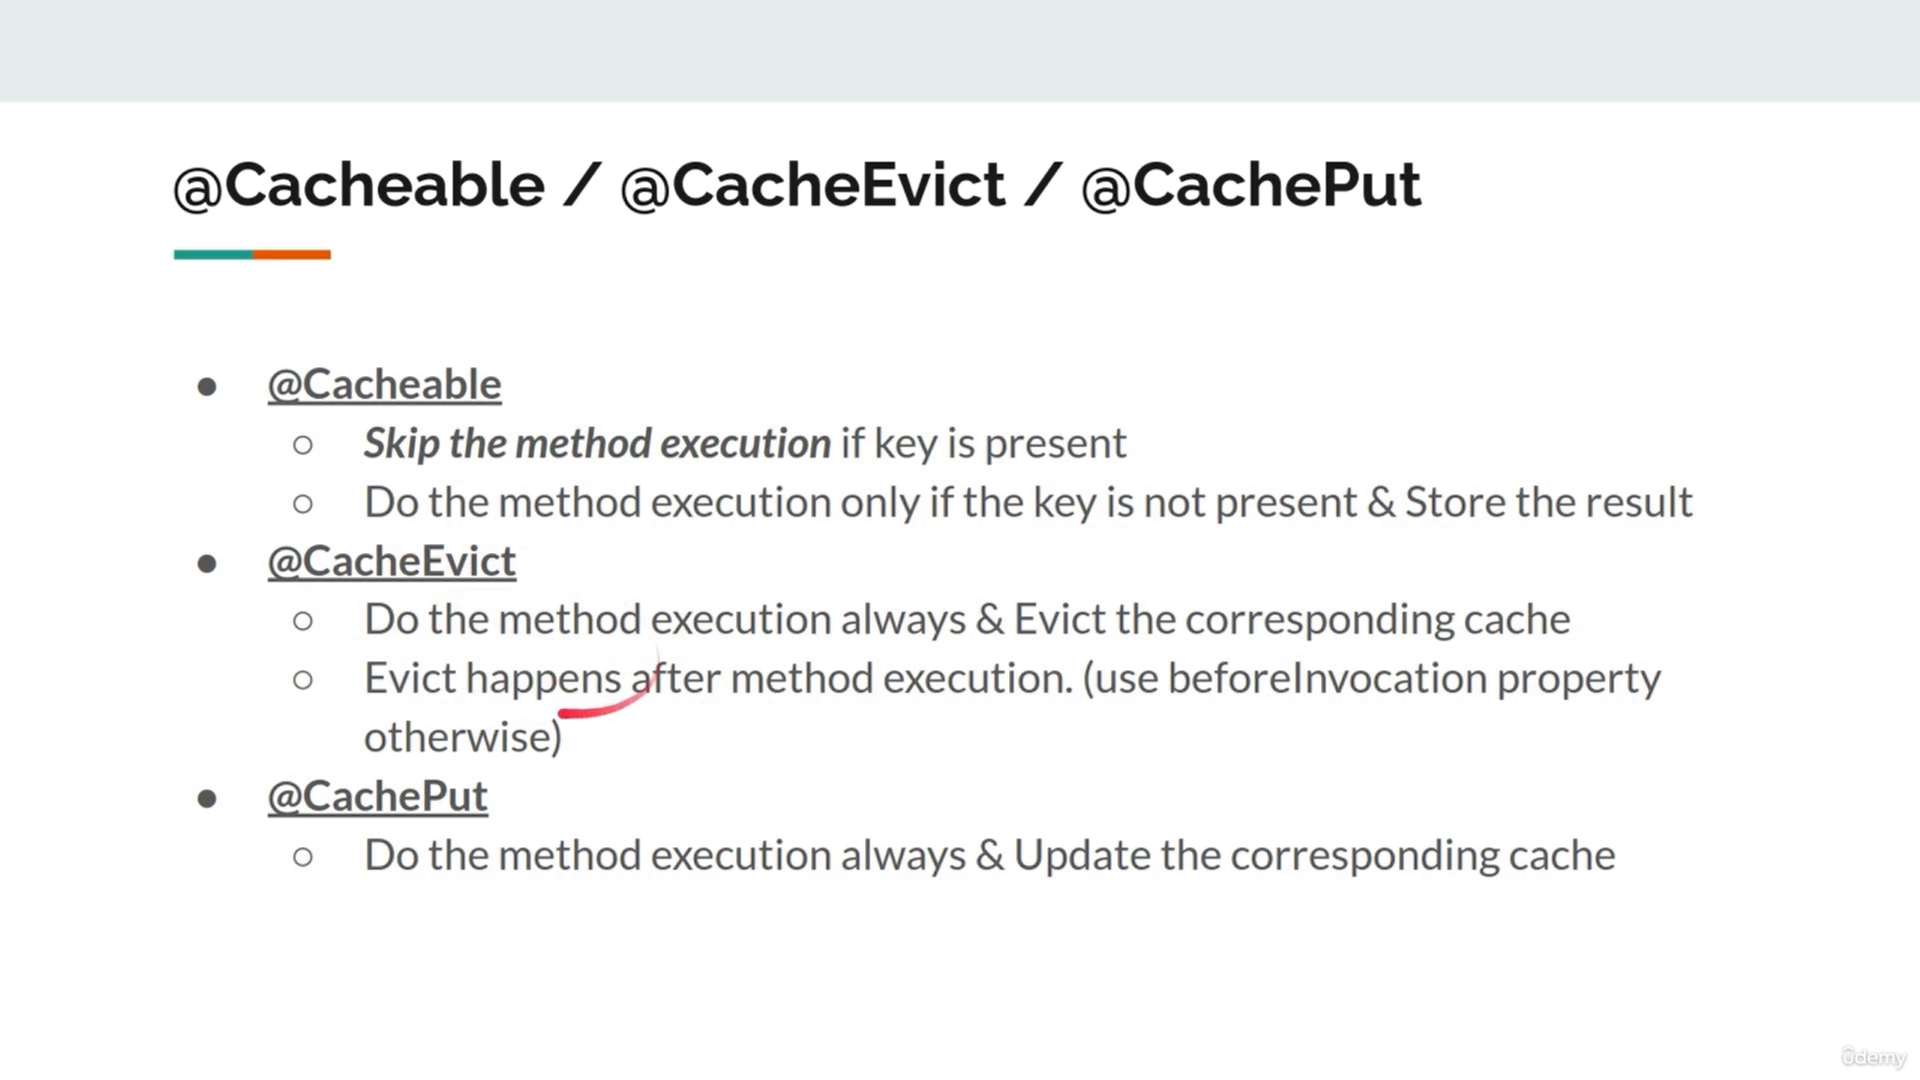 @Cacheable / @CacheEvict / @CachePut
● @Cacheable
○ Skip the method execution if key is present
○ Do the method execution only if the key is not present & Store the result
● @CacheEvict
○ Do the method execution always & Evict the corresponding cache
○ Evict happens after method execution. (use beforeInvocation property
otherwise)
● @CachePut
○ Do the method execution always & Update the corresponding cache
ûdemy